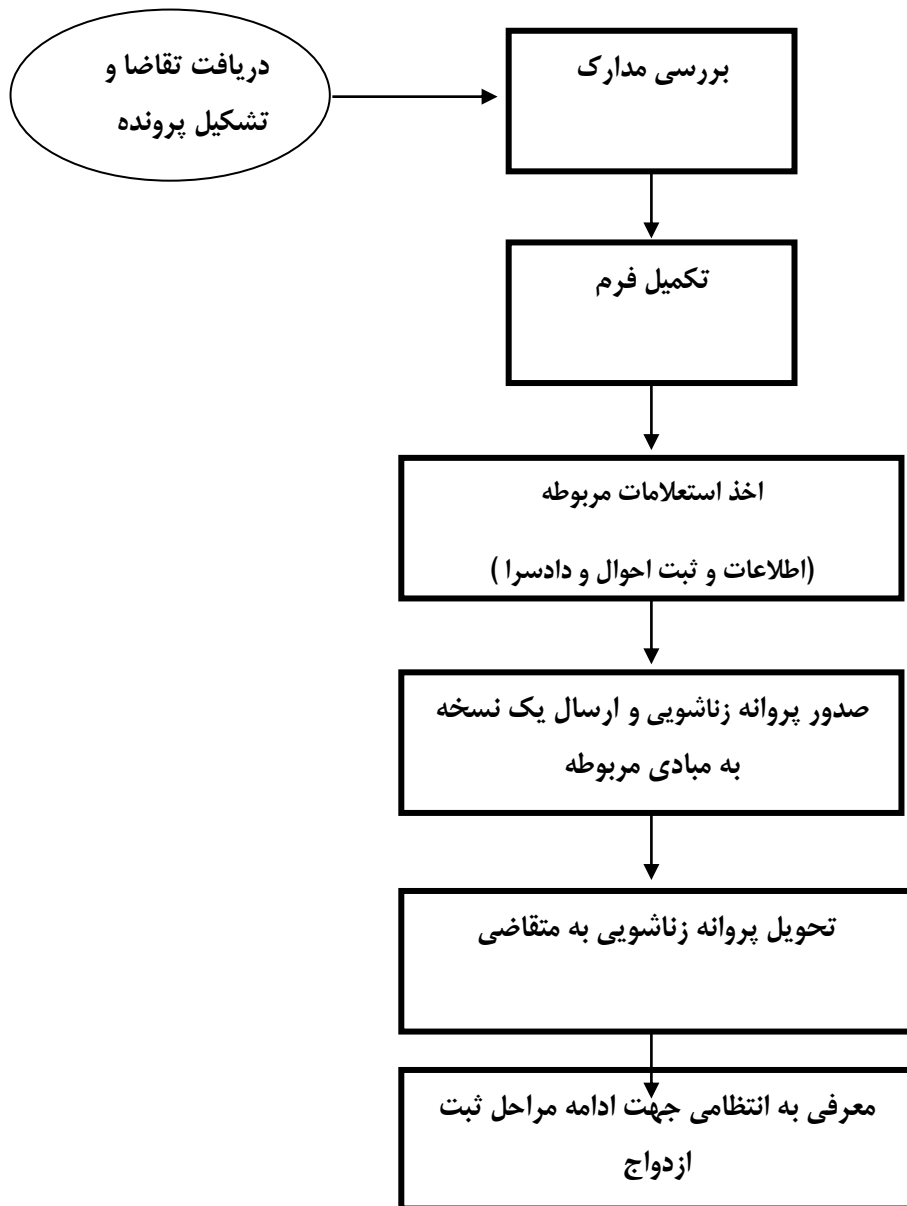 دریافت تقاضا و
تشکیل پرونده
بررسی مدارک
تکمیل فرم
اخذ استعلامات مربوطه
(اطلاعات و ثبت احوال و دادسرا )
صدور پروانه زناشویی و ارسال یک نسخه
به مبادی مربوطه
تحویل پروانه زناشویی به متقاضی
معرفی به انتظامی جهت ادامه مراحل ثبت
ازدواج